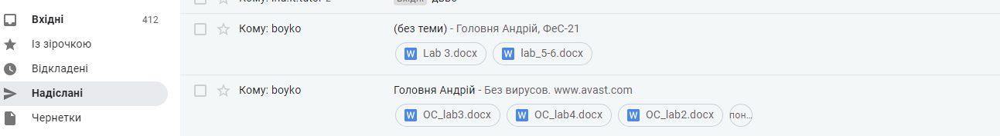 Вхідні 412
Із зірочкою
Відкладені
Надіслані
Чернетки
Кому: boyko (без теми) - Головня Андрій, ФеС-21
Lab 3.docx lab_5-6.docx
Кому: boyko Головня Андрій - Без вирусов. www.avast.com
OC_lab3.docx OC_lab4.docx OC_lab2.docx пон...